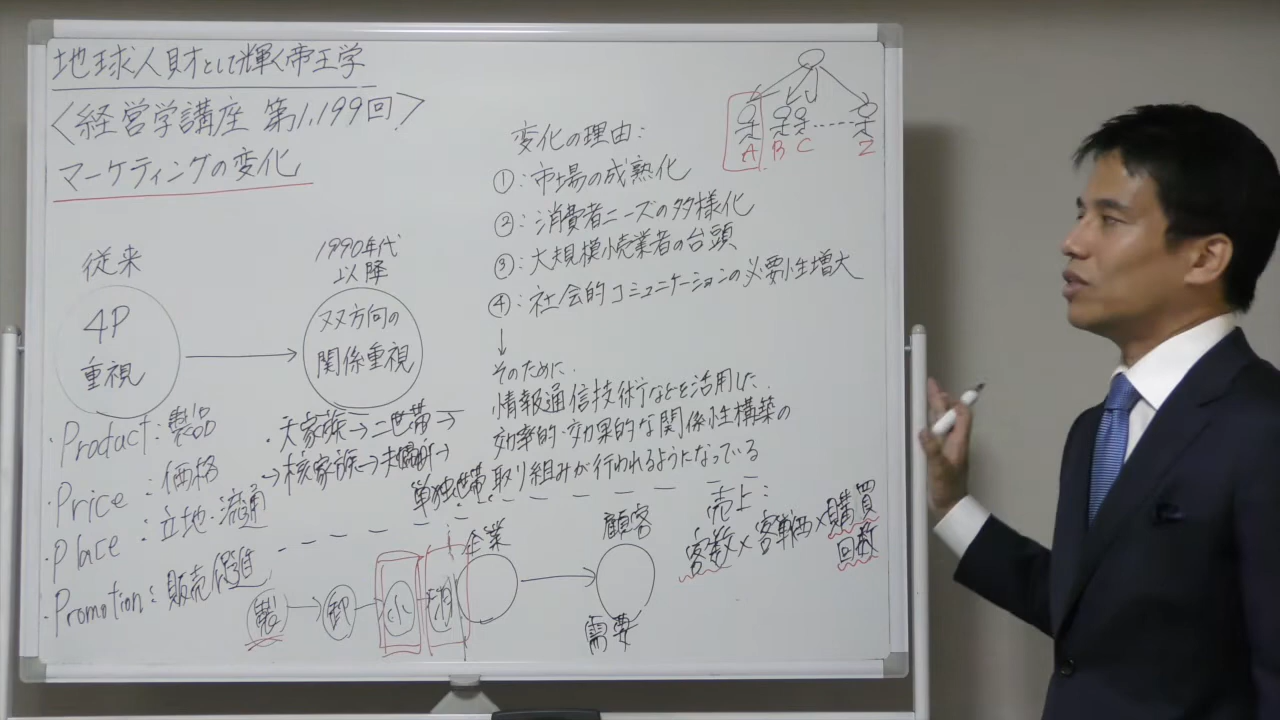 地球人財として輝く帝王学
<経営学講座 第1,199回>
マーケティングの変化
従来
4P
重視
1990年代
以降
双方向の
関係重視
・Product:製品
・Price:価格
・Place:立地・流通
・Promotion:販売促進
・大家族→二世帯→
→核家族→夫婦→
単独世帯
変化の理由:
①:市場の成熟化
②:消費者ニーズの多様化
③:大規模小売業者の台頭
④:社会的コミュニケーションの必要性増大
↓
そのために、
情報通信技術などを活用した、
効率的・効果的な関係性構築の
取り組みが行われるようになっている
A B C Z
製→卸→小 消
企業
顧客
需要
売上:
客数×客単価×購買
回数